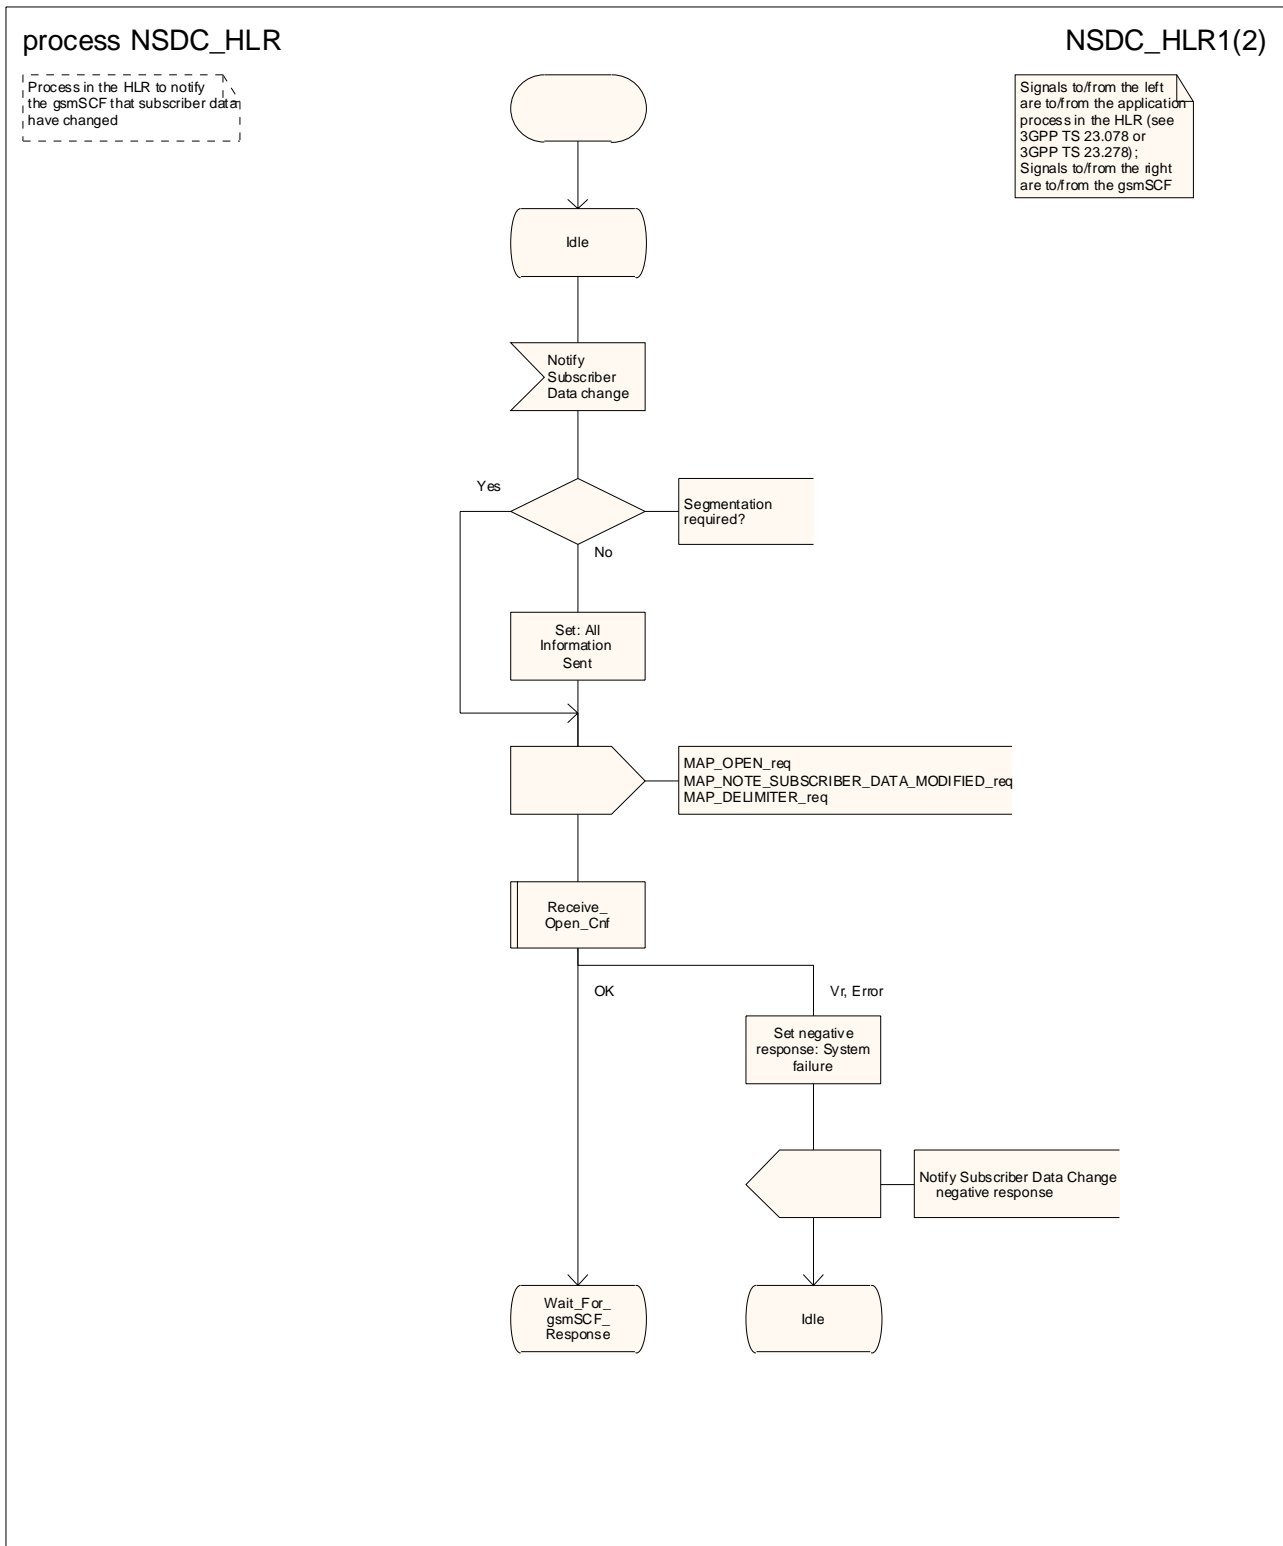 process NSDC_HLR
NSDC_HLR1(2)
Process in the HLR to notify
the gsmSCF that subscriber data
have changed
Signals to/from the left
are to/from the application
process in the HLR (see
3GPP TS 23.078 or
3GPP TS 23.278);
Signals to/from the right
are to/from the gsmSCF
Idle
Notify
Subscriber
Data change
Yes
Segmentation
required?
No
Set: All
Information
Sent
MAP_OPEN_req
MAP_NOTE_SUBSCRIBER_DATA_MODIFIED_req
MAP_DELIMITER_req
Receive_
Open_Cnf
OK
Vr, Error
Set negative
response: System
failure
Notify Subscriber Data Change
negative response
Wait_For_
gsmSCF_
Response
Idle